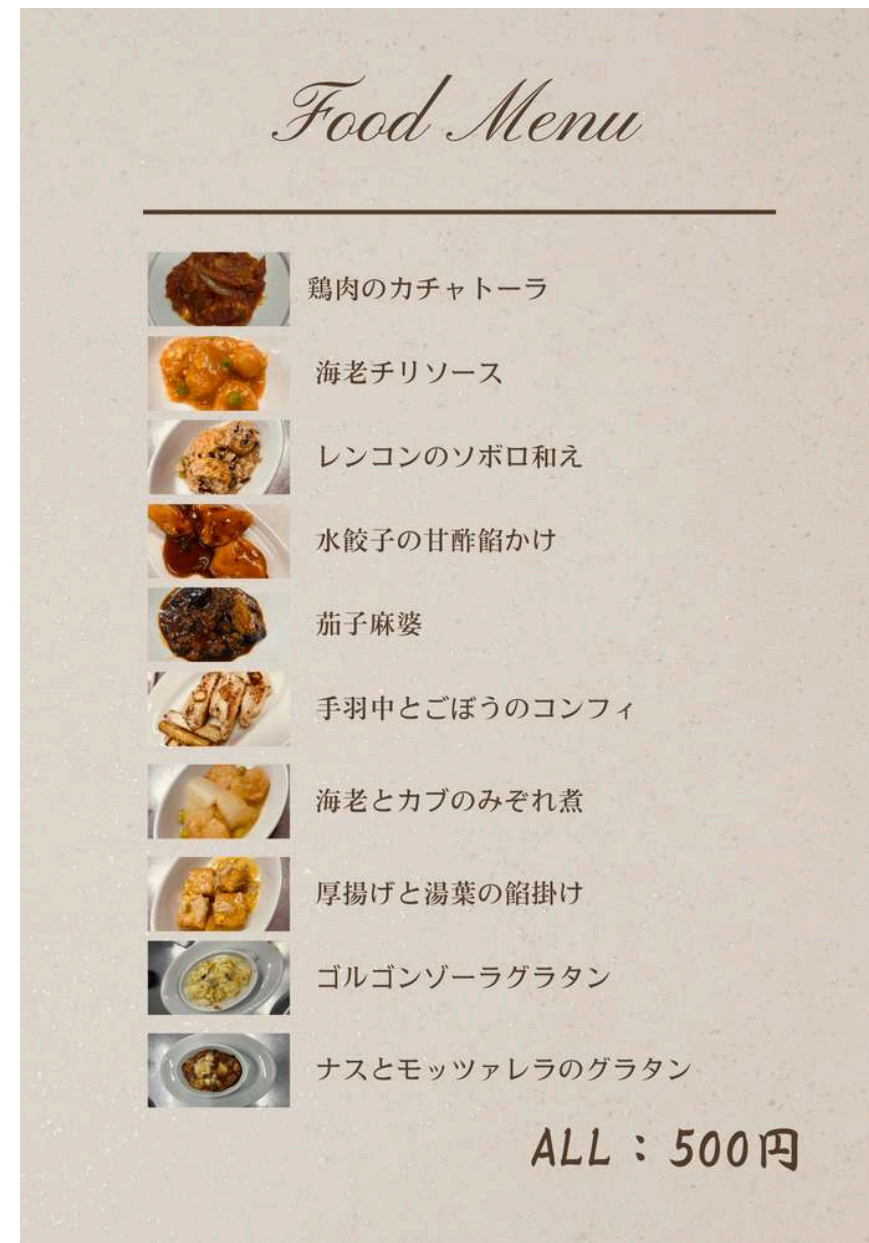 Food Menu
鶏肉のカチャトーラ
海老チリソース
レンコンのソボロ和え
水餃子の甘酢餡かけ
茄子麻婆
手羽中とごぼうのコンフィ
海老とカブのみぞれ煮
厚揚げと湯葉の餡掛け
ゴルゴンゾーラグラタン
ナスとモッツァレラのグラタン
ALL：500円